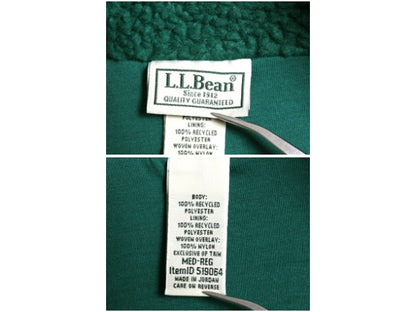 L.L.Bean®
Since 1912
QUALITY GUARANTEED
POLYESTER
LINING:
100% RECYCLED
POLYESTER
WOVEN OVERLAY:
100% NYLON
BODY:
100% RECYCLED
POLYESTER
LINING:
100% RECYCLED
POLYESTER
WOVEN OVERLAY:
100% NYLON
EXCLUSIVE OF TRIM
MED-REG
ItemID 519064
MADE IN JORDAN
CARE ON REVERSE